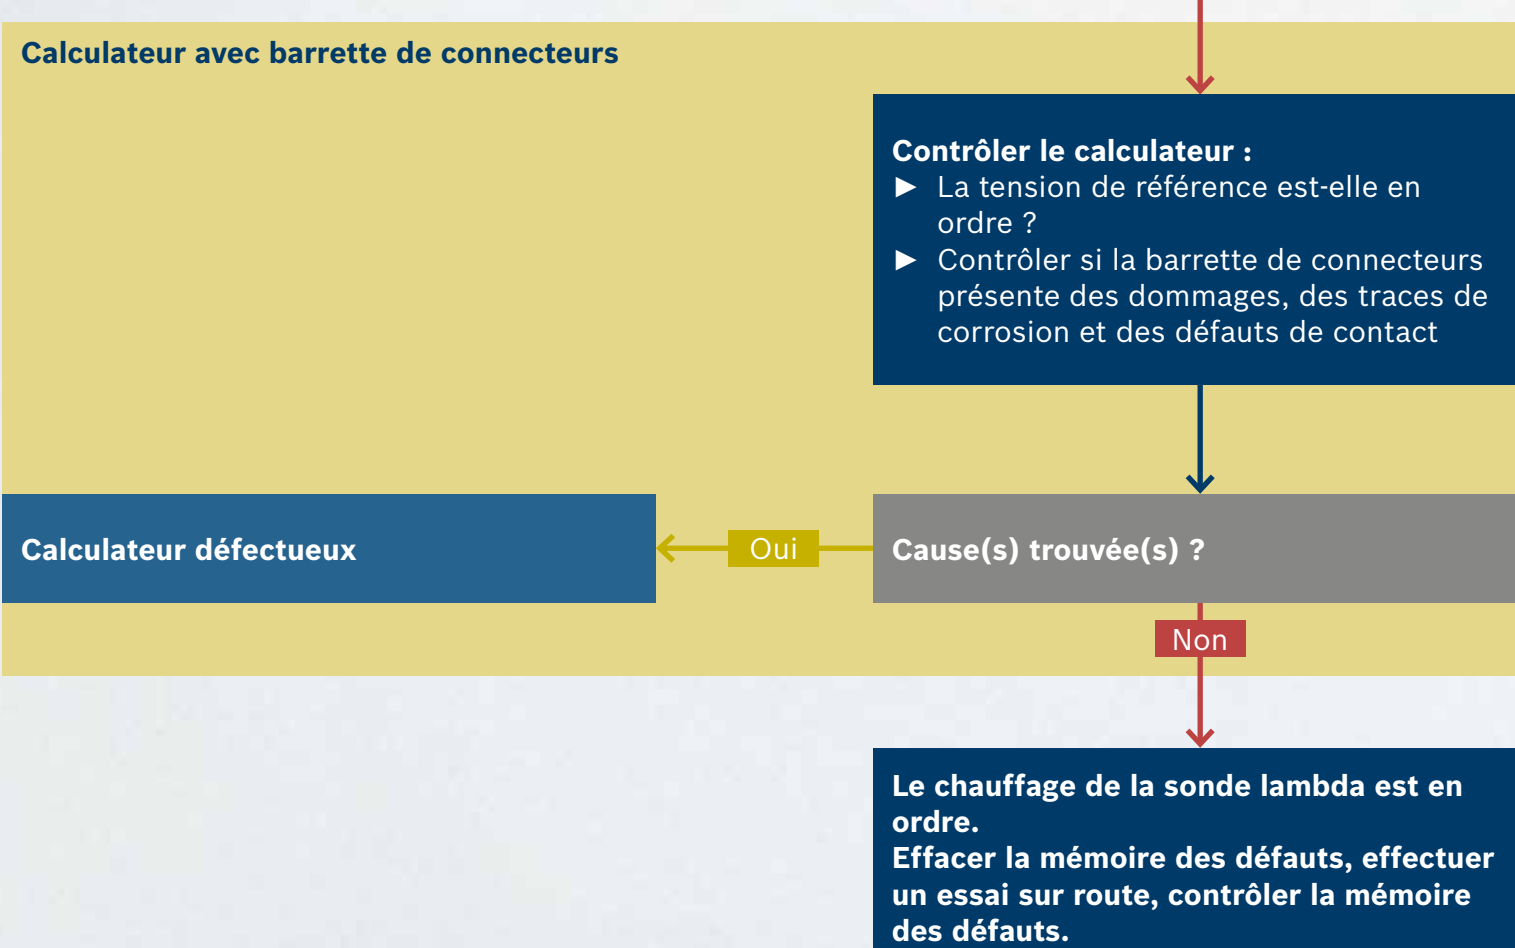 Calculateur avec barrette de connecteurs
Contrôler le calculateur :
► La tension de référence est-elle en
ordre ?
► Contrôler si la barrette de connecteurs
présente des dommages, des traces de
corrosion et des défauts de contact
Calculateur défectueux
Oui
Cause(s) trouvée(s) ?
Non
Le chauffage de la sonde lambda est en
ordre.
Effacer la mémoire des défauts, effectuer
un essai sur route, contrôler la mémoire
des défauts.